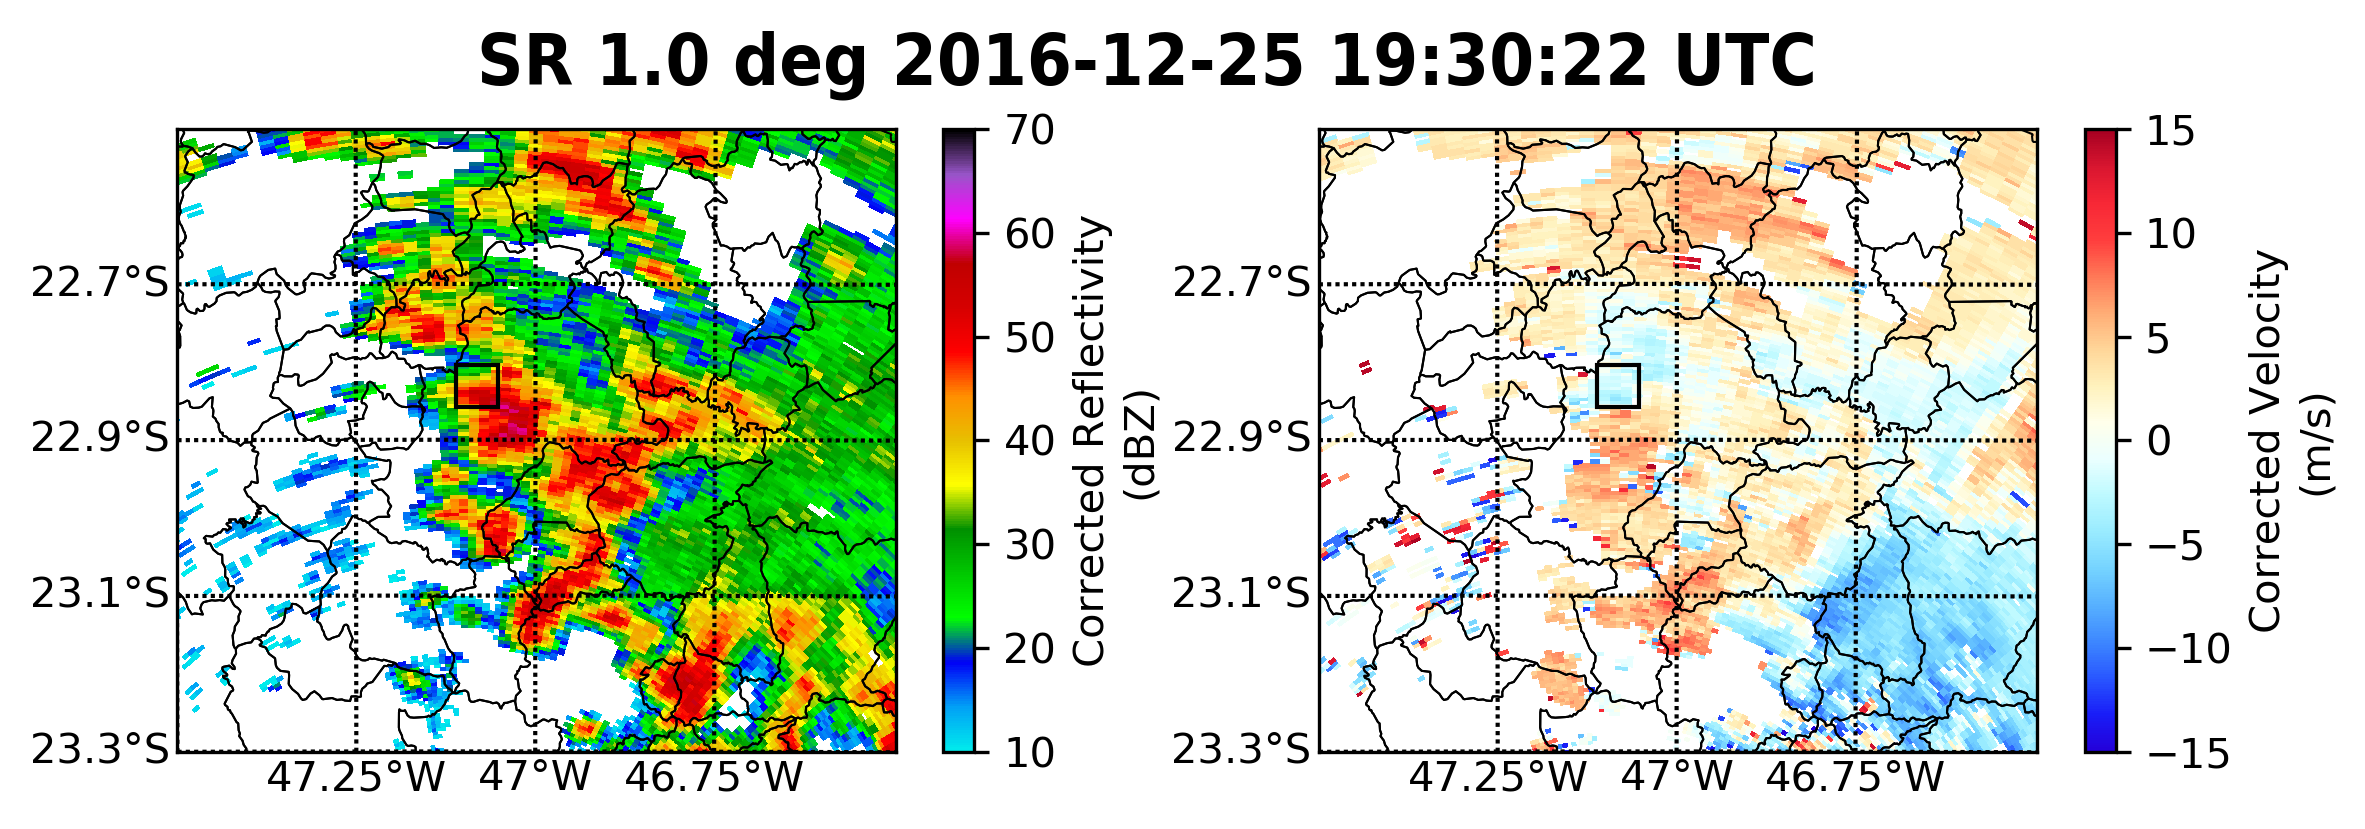 SR 1.0 deg 2016-12-25 19:30:22 UTC
22.7°S
22.9°S
23.1°S
23.3°S
47.25°W 47°W 46.75°W
70
60
50
40
30
20
10
Corrected Reflectivity
(dBZ)
22.7°S
22.9°S
23.1°S
23.3°S
47.25°W 47°W 46.75°W
15
10
5
0
−5
−10
−15
Corrected Velocity
(m/s)